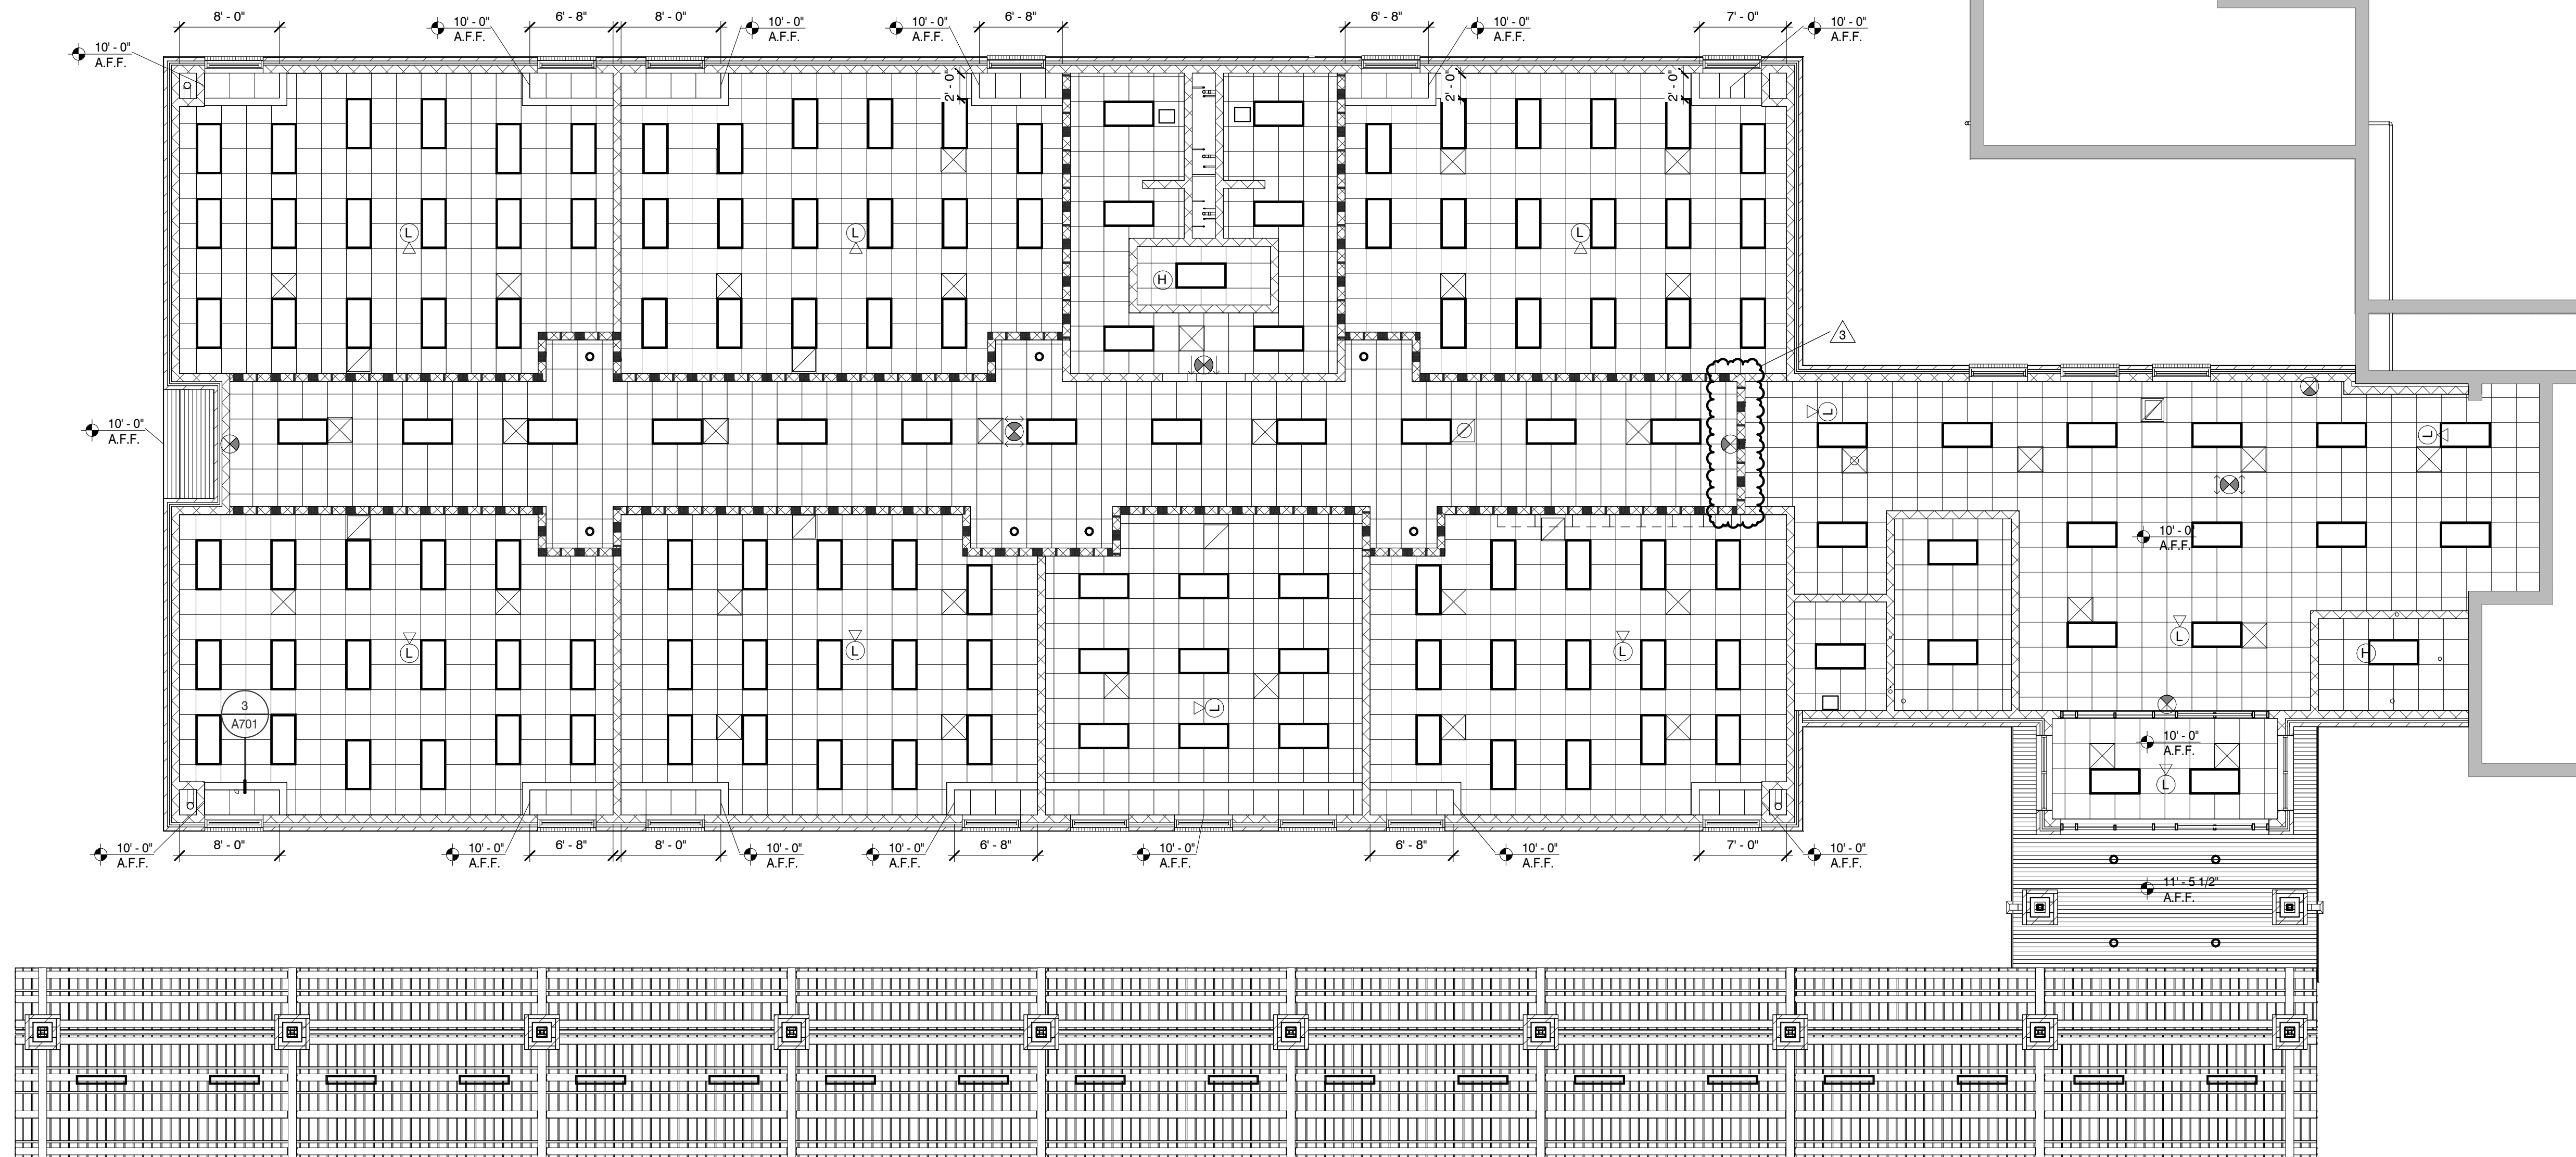 8' - 0"
6' - 8"
8' - 0"
6' - 8"
6' - 8"
7' - 0"
10' - 0"
A.F.F.
10' - 0"
A.F.F.
10' - 0"
A.F.F.
10' - 0"
A.F.F.
10' - 0"
A.F.F.
10' - 0"
A.F.F.
2' - 0"
2' - 0"
2' - 0"
L
L
L
H
3
10' - 0"
A.F.F.
L
L
10' - 0"
A.F.F.
L
L
L
L
H
L
3
A701
10' - 0"
A.F.F.
L
10' - 0"
A.F.F.
8' - 0"
10' - 0"
A.F.F.
6' - 8"
8' - 0"
10' - 0"
A.F.F.
10' - 0"
A.F.F.
6' - 8"
10' - 0"
A.F.F.
6' - 8"
10' - 0"
A.F.F.
7' - 0"
10' - 0"
A.F.F.
11' - 5 1/2"
A.F.F.